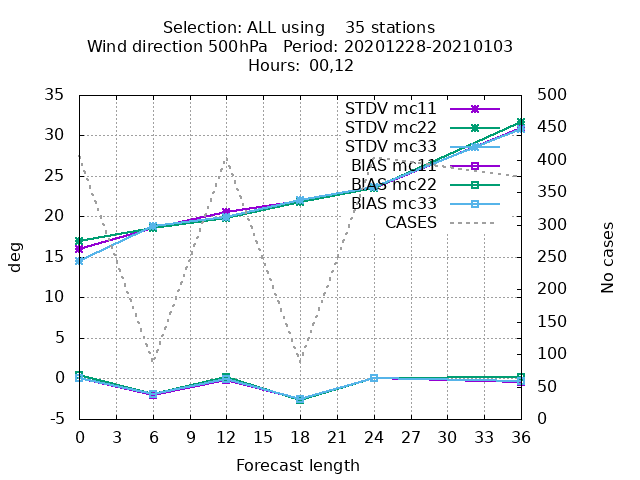 Selection: ALL using    35 stations
Wind direction 500hPa   Period: 20201228-20210103
Hours: 00,12
35
30
25
20
15
10
5
0
-5
deg
STDV mc11
STDV mc22
STDV mc33
BIAS mc11
BIAS mc22
BIAS mc33
CASES
500
450
400
350
300
250
200
150
100
50
0
No cases
0 3 6 9 12 15 18 21 24 27 30 33 36
Forecast length